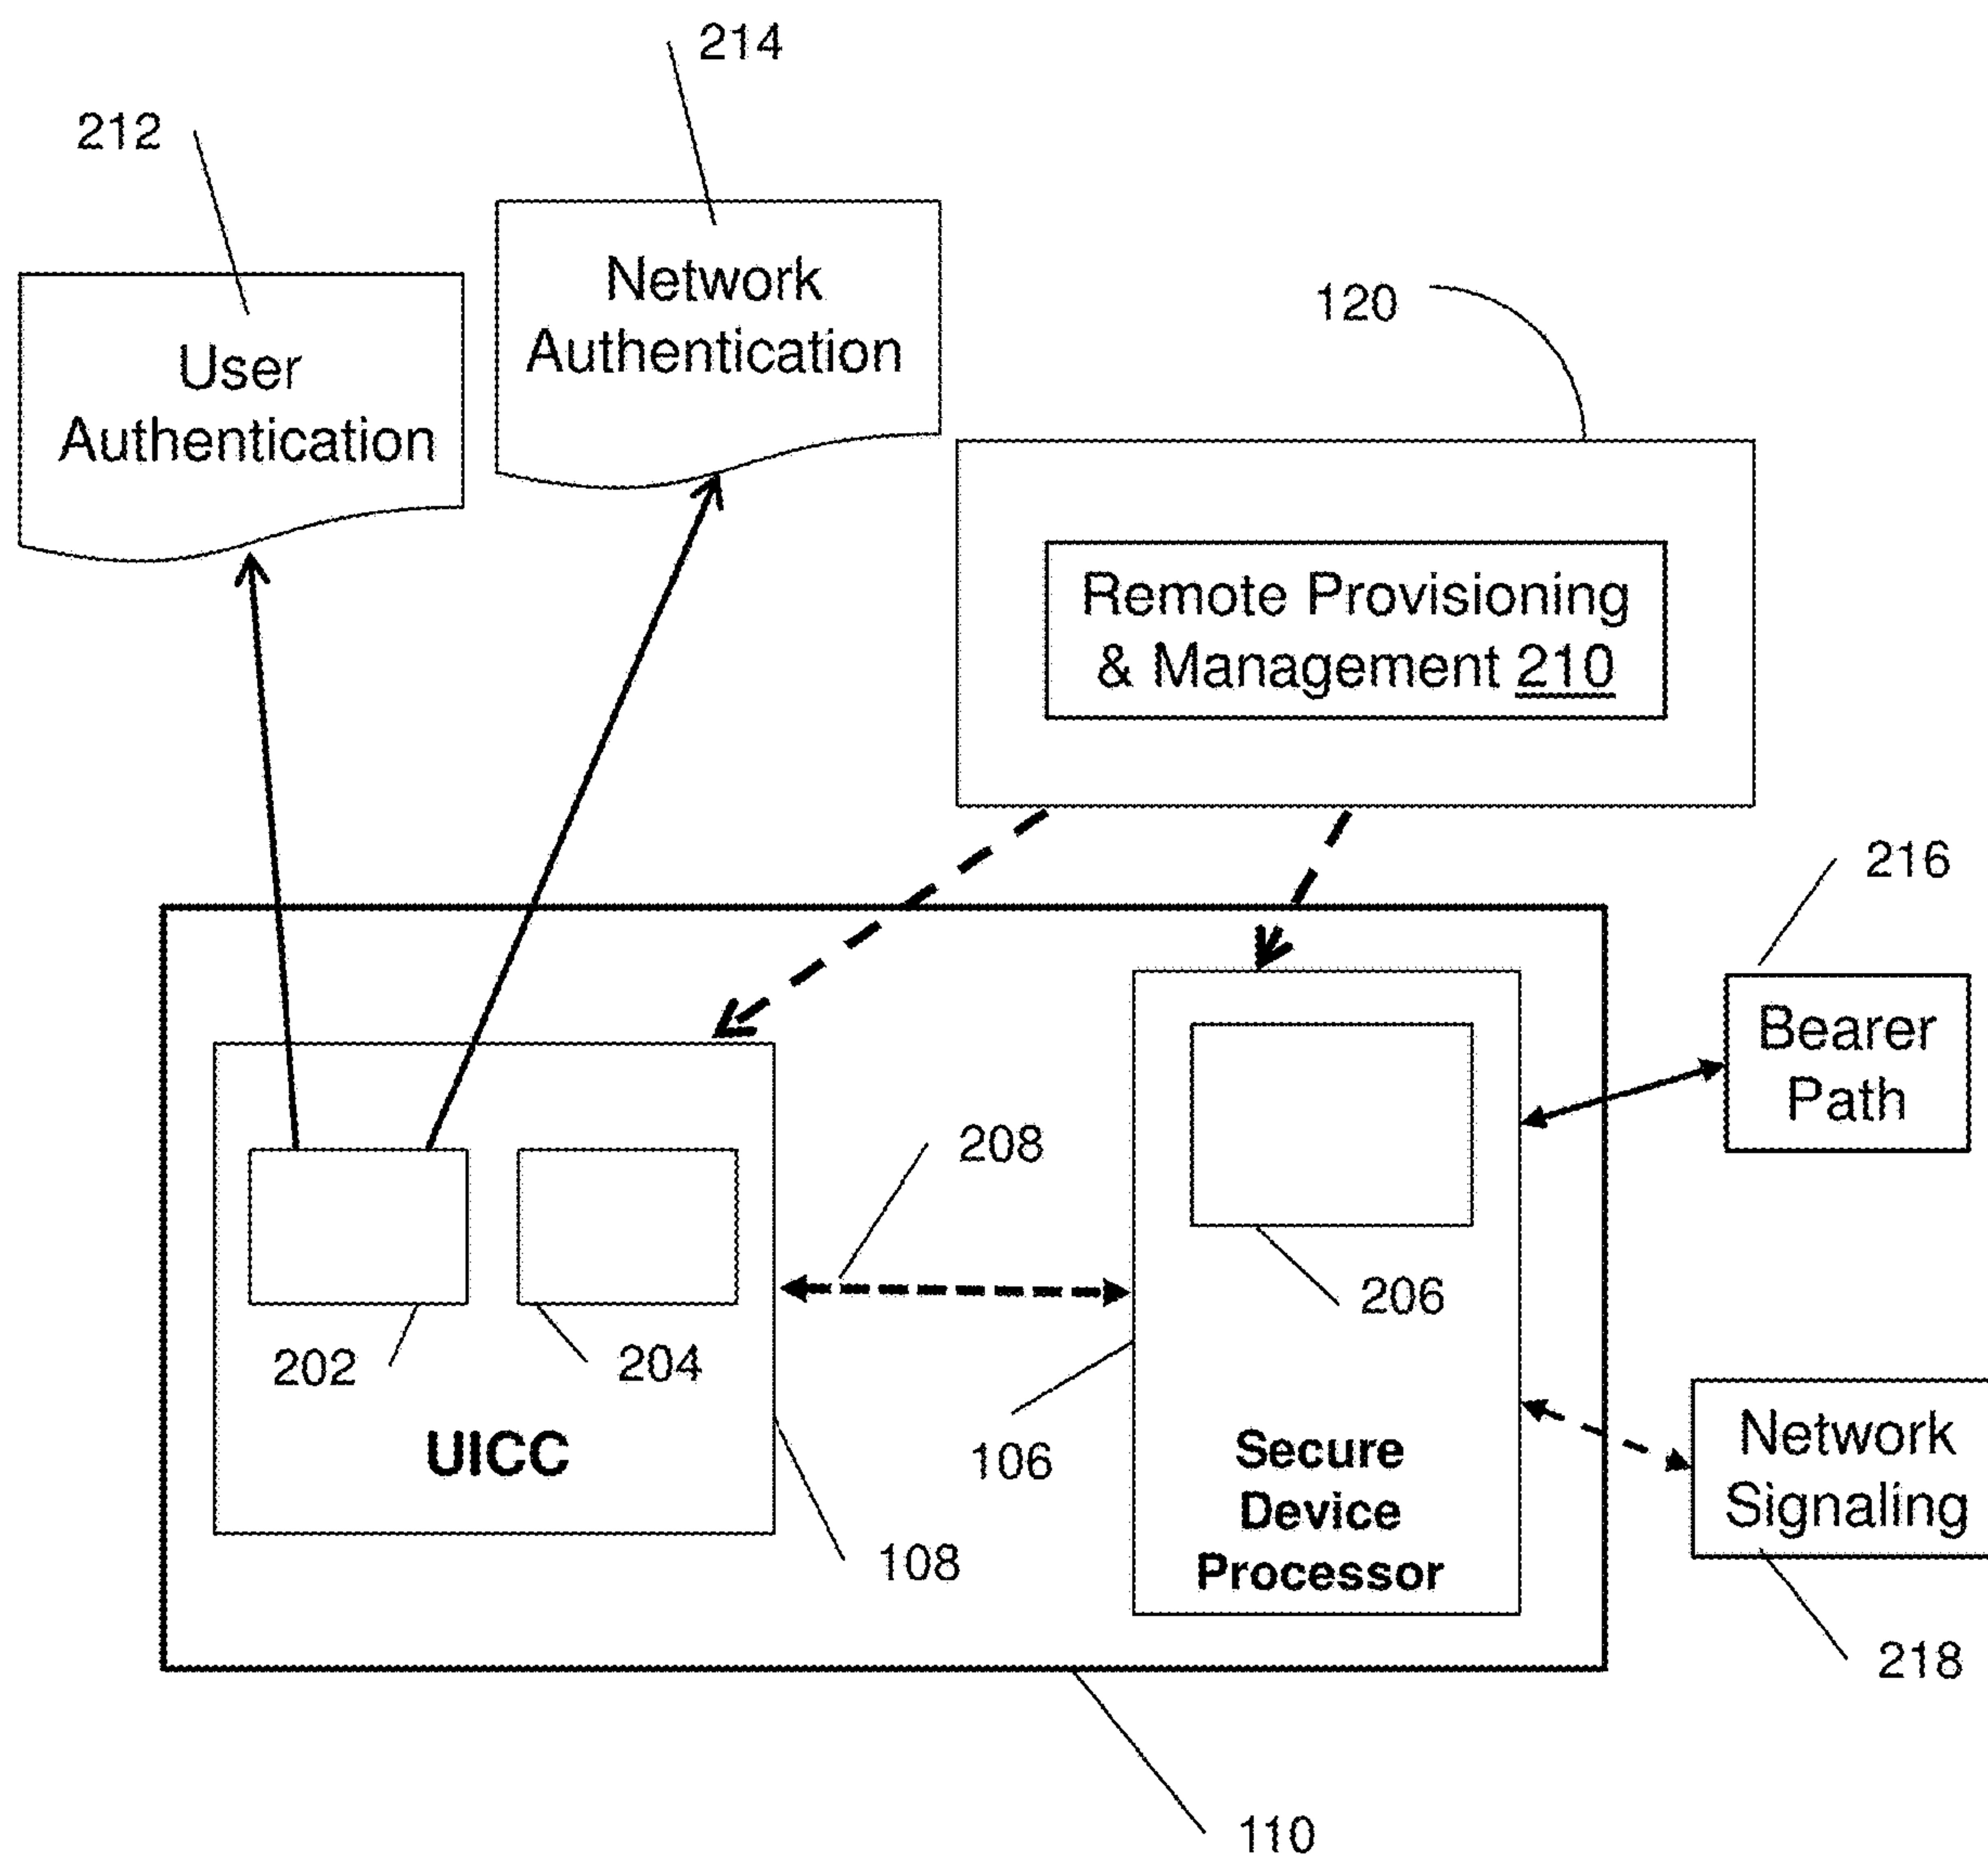 214
212
Network
Authentication
120
User
Authentication
Remote Provisioning
& Management 210
216
Bearer
Path
208
206
202
204
106
UICC
Secure
Device
Processor
Network
Signaling
108
218
110